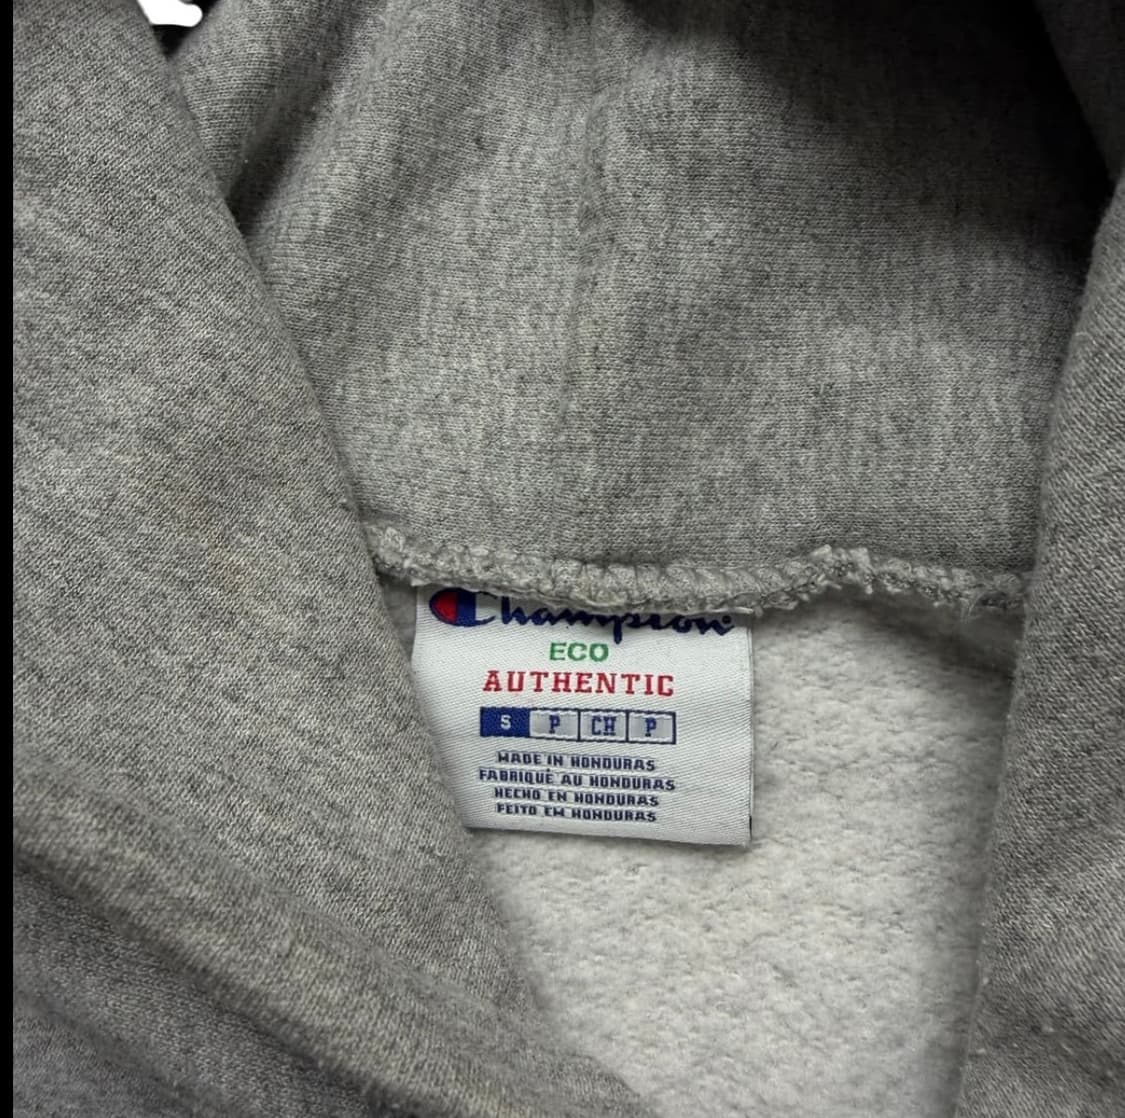 Champion
ECO
AUTHENTIC
S P CH P
MADE IN HONDURAS
FABRIQUÉ AU HONDURAS
HECHO EN HONDURAS
FEITO EM HONDURAS